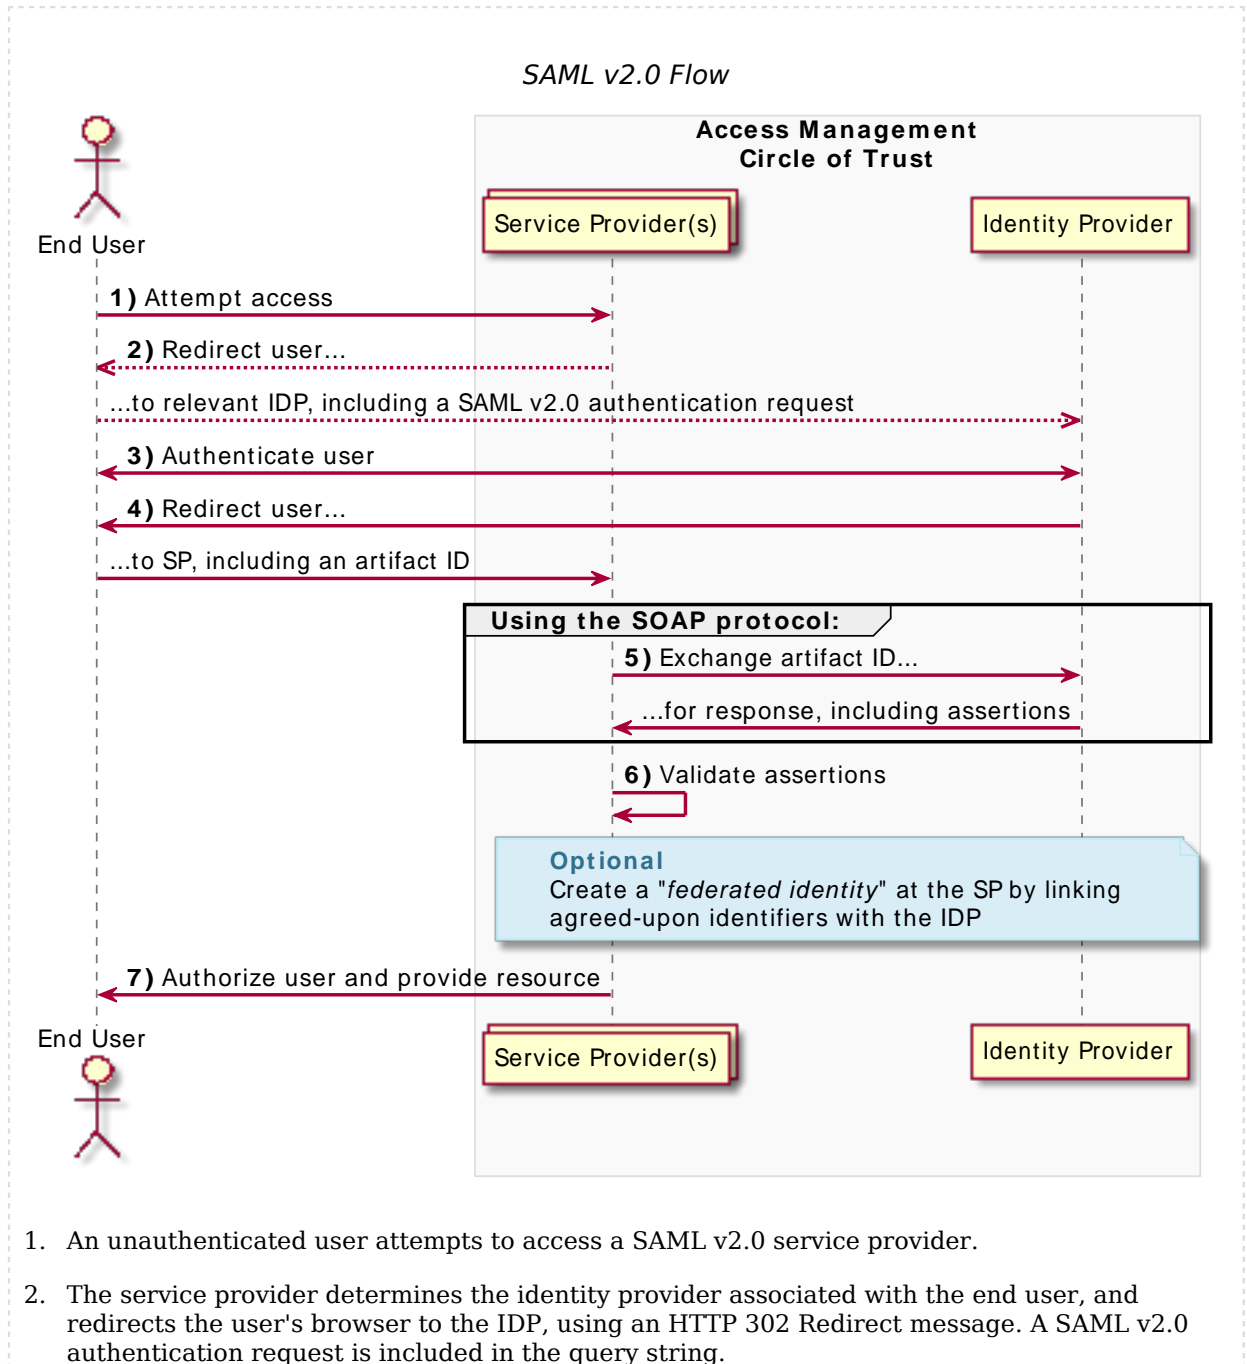 SAML v2.0 Flow
Access Management
Circle of Trust
Service Provider(s)
Identity Provider
End User
1) Attempt access
2) Redirect user...
...to relevant IDP, including a SAML v2.0 authentication request
3) Authenticate user
4) Redirect user...
...to SP, including an artifact ID
Using the SOAP protocol:
5) Exchange artifact ID...
...for response, including assertions
6) Validate assertions
Optional
Create a "federated identity" at the SP by linking
agreed-upon identifiers with the IDP
7) Authorize user and provide resource
End User
Service Provider(s)
Identity Provider
1. An unauthenticated user attempts to access a SAML v2.0 service provider.
2. The service provider determines the identity provider associated with the end user, and
redirects the user's browser to the IDP, using an HTTP 302 Redirect message. A SAML v2.0
authentication request is included in the query string.